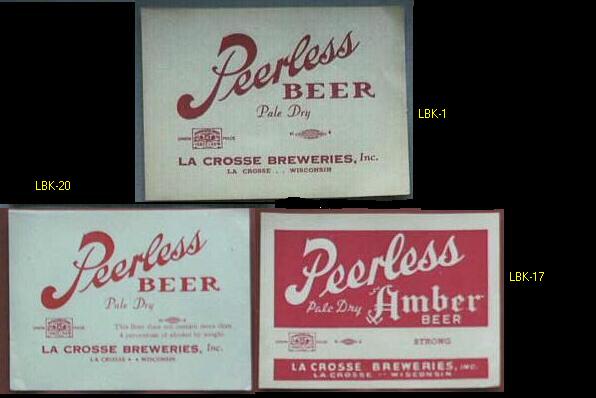 Peerless
BEER
Pale Dry
UNION MADE
LA CROSSE BREWERIES, Inc.
LA CROSSE . . WISCONSIN
LBK-1
LBK-20
Peerless
BEER
Pale Dry
This Beer does not contain more than
4 percentum of alcohol by weight.
LA CROSSE BREWERIES, Inc.
LA CROSSE • • WISCONSIN
LBK-17
Peerless
Pale Dry Amber
BEER
STRONG
LA CROSSE BREWERIES, INC.
LA CROSSE -- WISCONSIN